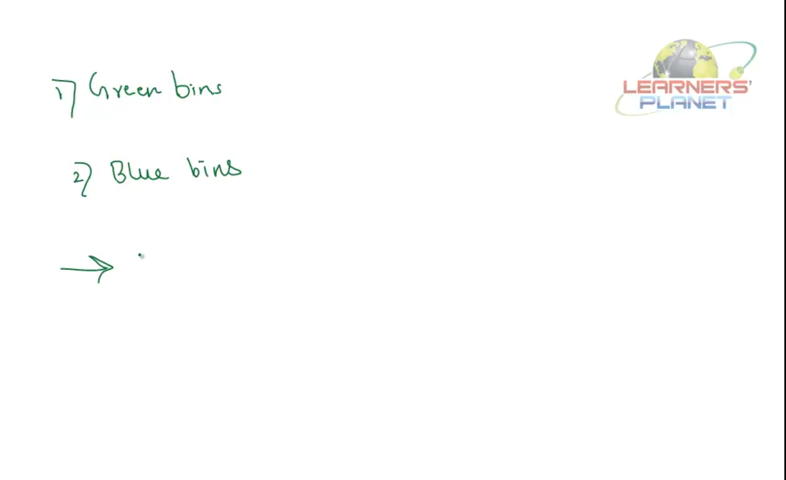 LEARNERS'
PLANET
1) Green bins
2) Blue bins
→